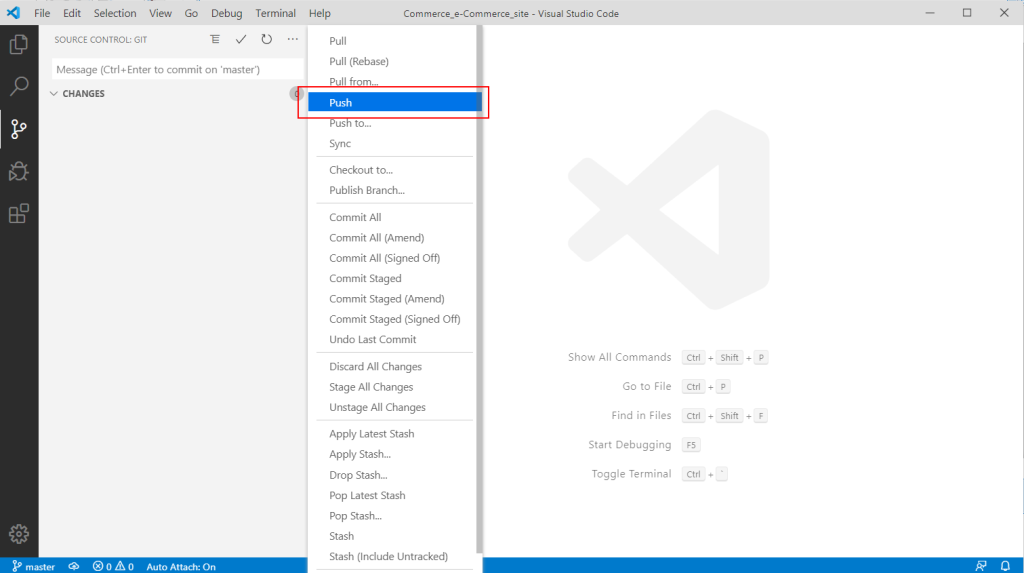 File Edit Selection View Go Debug Terminal Help Commerce_e-Commerce_site - Visual Studio Code
SOURCE CONTROL: GIT
Message (Ctrl+Enter to commit on 'master')
CHANGES
Pull
Pull (Rebase)
Pull from...
Push
Push to...
Sync
Checkout to...
Publish Branch...
Commit All
Commit All (Amend)
Commit All (Signed Off)
Commit Staged
Commit Staged (Amend)
Commit Staged (Signed Off)
Undo Last Commit
Discard All Changes
Stage All Changes
Unstage All Changes
Apply Latest Stash
Apply Stash...
Drop Stash...
Pop Latest Stash
Pop Stash...
Stash
Stash (Include Untracked)
Show All Commands Ctrl + Shift + P
Go to File Ctrl + P
Find in Files Ctrl + Shift + F
Start Debugging F5
Toggle Terminal Ctrl + `
master 0 0 Auto Attach: On